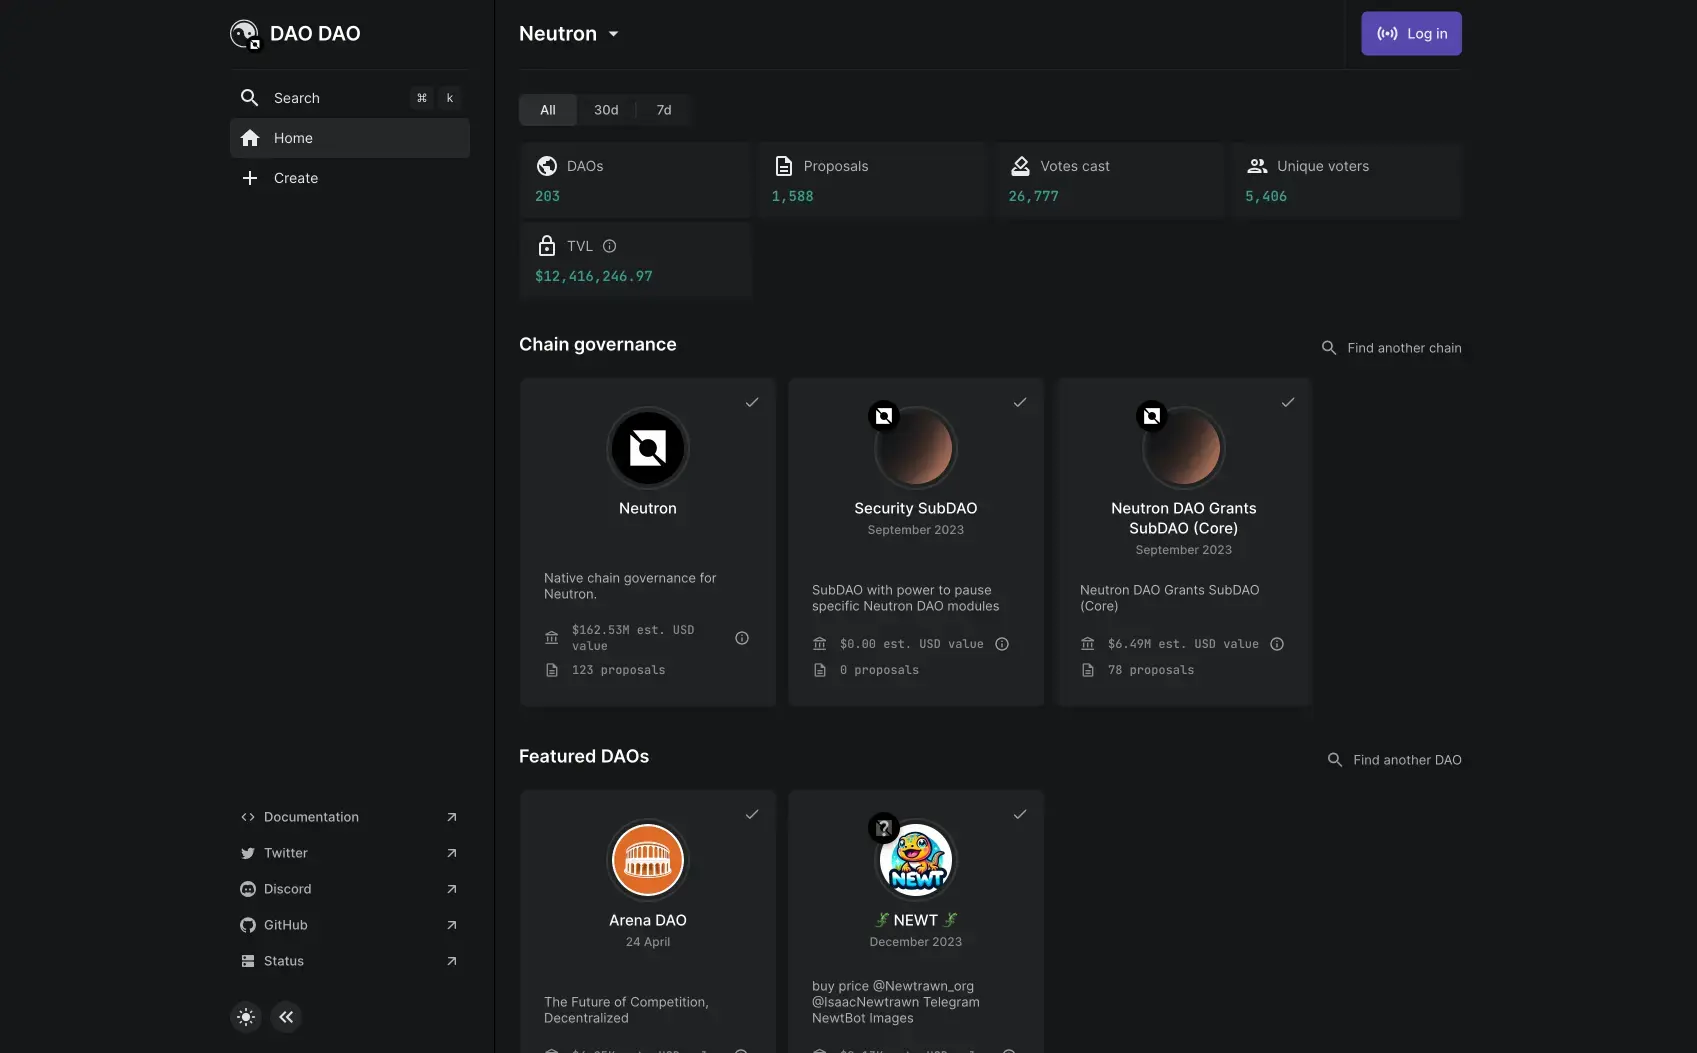 DAO DAO
Search
⌘ k
Home
Create
Documentation
Twitter
Discord
GitHub
Status
Neutron
Log in
All 30d 7d
DAOs
203
Proposals
1,588
Votes cast
26,777
Unique voters
5,406
TVL
$12,416,246.97
Chain governance
Find another chain
Neutron
Native chain governance for
Neutron.
$162.53M est. USD
value
123 proposals
Security SubDAO
September 2023
SubDAO with power to pause
specific Neutron DAO modules
$0.00 est. USD value
0 proposals
Neutron DAO Grants
SubDAO (Core)
September 2023
Neutron DAO Grants SubDAO
(Core)
$6.49M est. USD value
78 proposals
Featured DAOs
Find another DAO
Arena DAO
24 April
The Future of Competition,
Decentralized
NEWT
NEWT
December 2023
buy price @Newtrawn_org
@IsaacNewtrawn Telegram
NewtBot Images